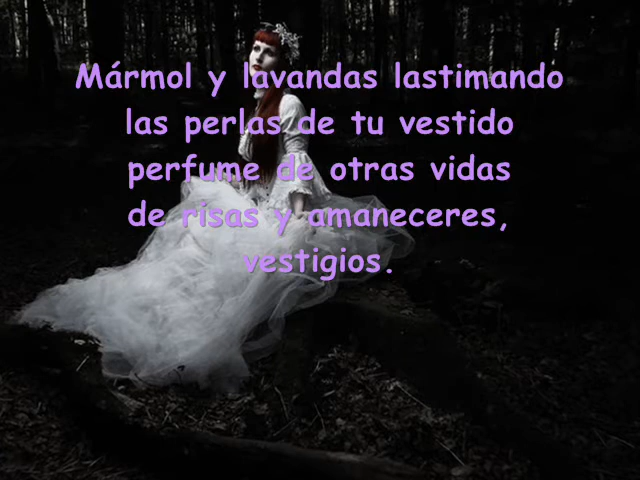 Mármol y lavandas lastimando
las perlas de tu vestido
perfume de otras vidas
de risas y amaneceres,
vestigios.